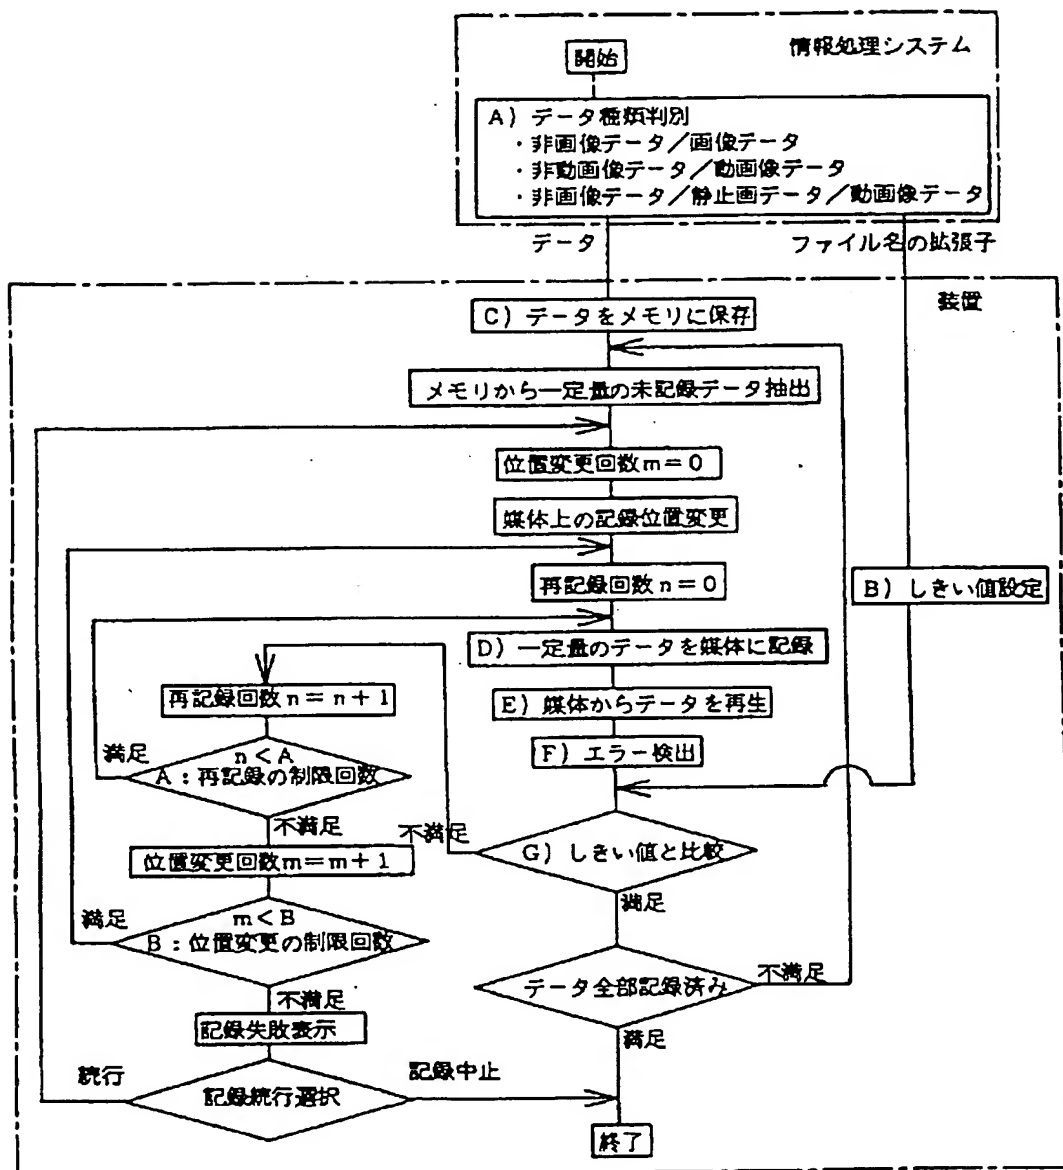 情報処理システム
開始
A) データ種類判別
・非画像データ/画像データ
・非動画像データ/動画像データ
・非画像データ/静止画データ/動画像データ
データ
ファイル名の拡張子
装置
C) データをメモリに保存
メモリから一定量の未記録データ抽出
位置変更回数m=0
媒体上の記録位置変更
再記録回数n=0
B) しきい値設定
D) 一定量のデータを媒体に記録
再記録回数n=n+1
E) 媒体からデータを再生
満足
n<A
A:再記録の制限回数
F) エラー検出
不満足
不満足
G) しきい値と比較
位置変更回数m=m+1
満足
満足
m<B
B:位置変更の制限回数
データ全部記録済み
不満足
不満足
記録失敗表示
満足
続行
記録続行選択
記録中止
終了